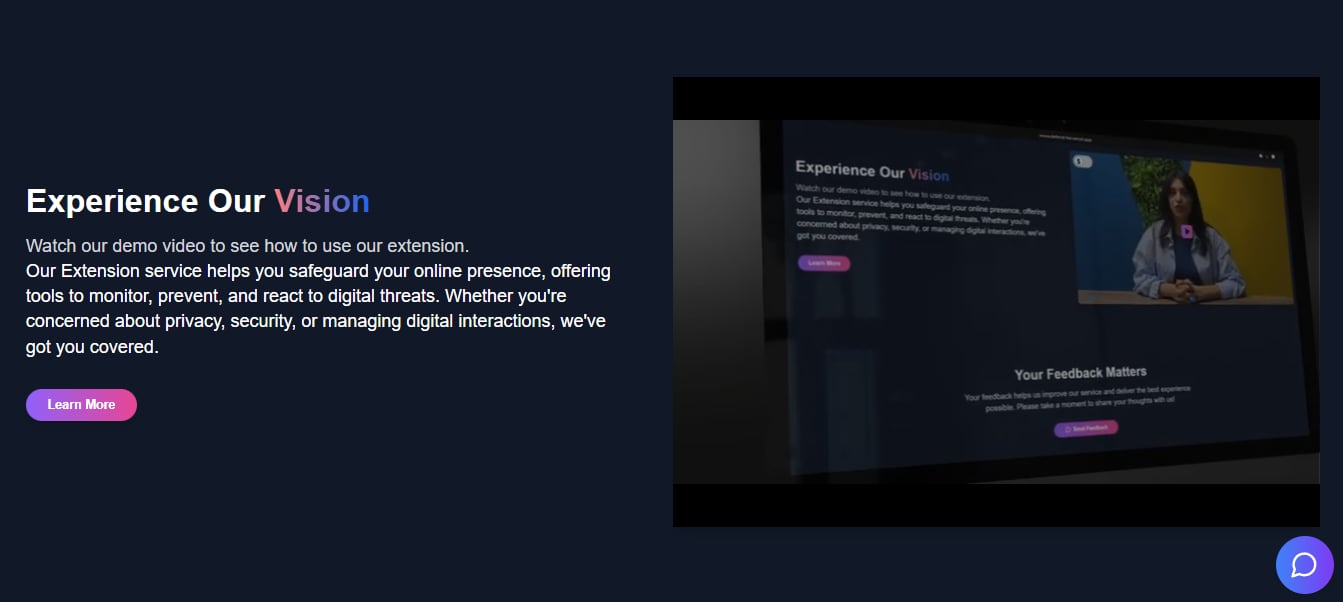 Experience Our Vision
Watch our demo video to see how to use our extension.
Our Extension service helps you safeguard your online presence, offering
tools to monitor, prevent, and react to digital threats. Whether you're
concerned about privacy, security, or managing digital interactions, we've
got you covered.
Learn More
Experience Our Vision
Watch our demo video to see how to use our extension.
Our Extension service helps you safeguard your online presence, offering
tools to monitor, prevent, and react to digital threats. Whether you're
concerned about privacy, security, or managing digital interactions, we've
got you covered.
Learn More
Your Feedback Matters
Your feedback helps us improve our service and deliver the best experience
possible. Please take a moment to share your thoughts with us!
Send Feedback